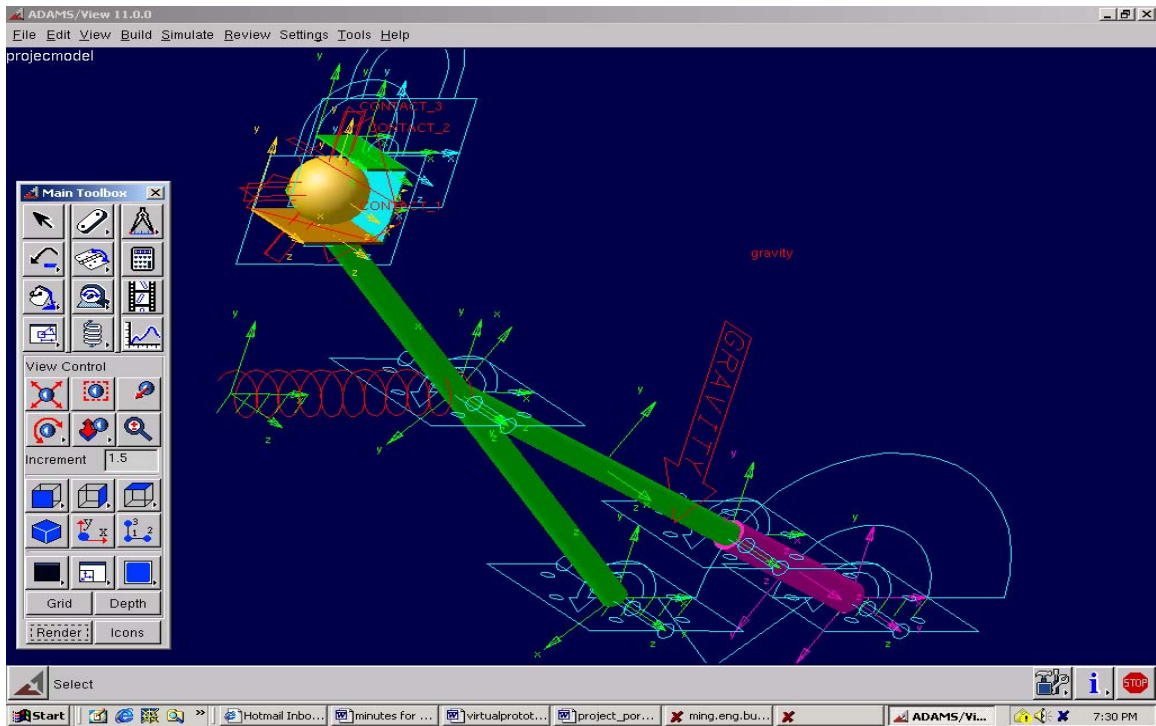 ADAMS/View 11.0.0
File Edit View Build Simulate Review Settings Tools Help
projecmodel
CONTACT_3
CONTACT_2
CONTACT_1
gravity
GRAVITY
Main Toolbox
View Control
Increment 1.5
Grid Depth
Render Icons
Select
STOP
Start » Hotmail Inbo... minutes for ... virtualprotot... project_por... ming.eng.bu... ADAMS/Vi... 7:30 PM